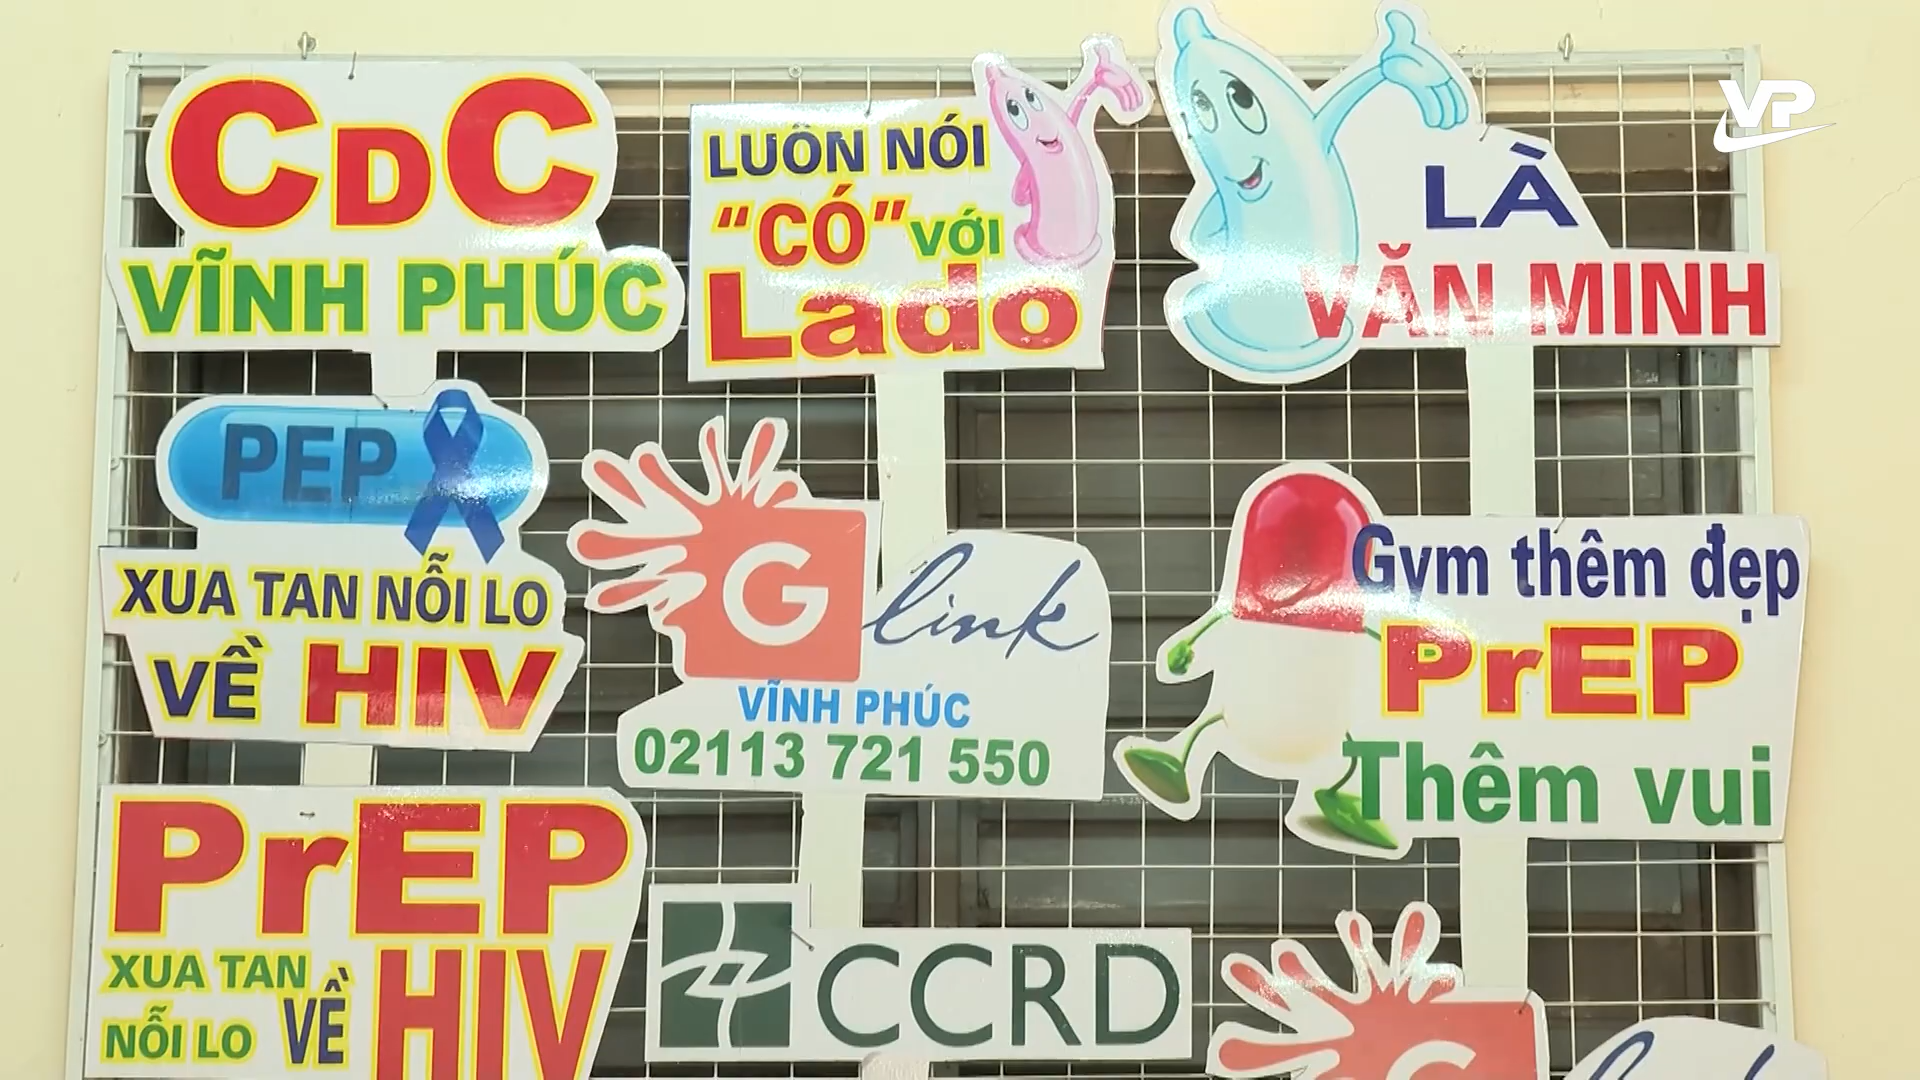 VP
CDC
VĨNH PHÚC
LUÔN NÓI
“CÓ” VỚI
Lado
LÀ
VĂN MINH
PEP
XUA TAN NỖI LO
VỀ HIV
G link
VĨNH PHÚC
02113 721 550
Gym thêm đẹp
PrEP
Thêm vui
PrEP
XUA TAN
NỖI LO VỀ HIV
CCRD
G link